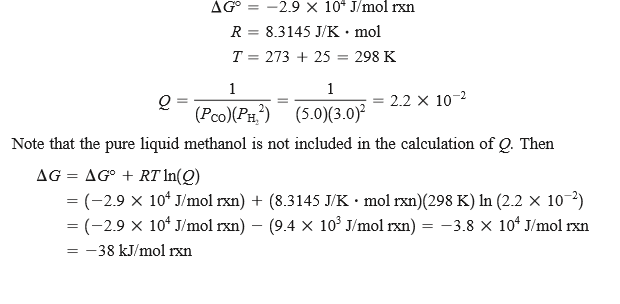 ΔG° = −2.9 × 10⁴ J/mol rxn
R = 8.3145 J/K · mol
T = 273 + 25 = 298 K
Q = 1/((P_CO)(P_H₂²)) = 1/((5.0)(3.0)²) = 2.2 × 10⁻²
Note that the pure liquid methanol is not included in the calculation of Q. Then
ΔG = ΔG° + RT ln(Q)
= (−2.9 × 10⁴ J/mol rxn) + (8.3145 J/K · mol rxn)(298 K) ln (2.2 × 10⁻²)
= (−2.9 × 10⁴ J/mol rxn) − (9.4 × 10³ J/mol rxn) = −3.8 × 10⁴ J/mol rxn
= −38 kJ/mol rxn